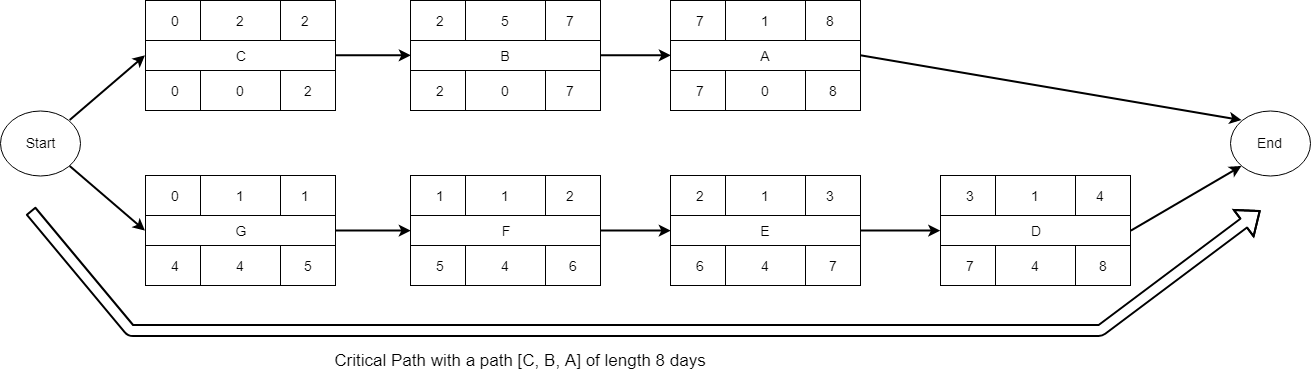 0 2 2
C
0 0 2
2 5 7
B
2 0 7
7 1 8
A
7 0 8
Start
End
0 1 1
G
4 4 5
1 1 2
F
5 4 6
2 1 3
E
6 4 7
3 1 4
D
7 4 8
Critical Path with a path [C, B, A] of length 8 days